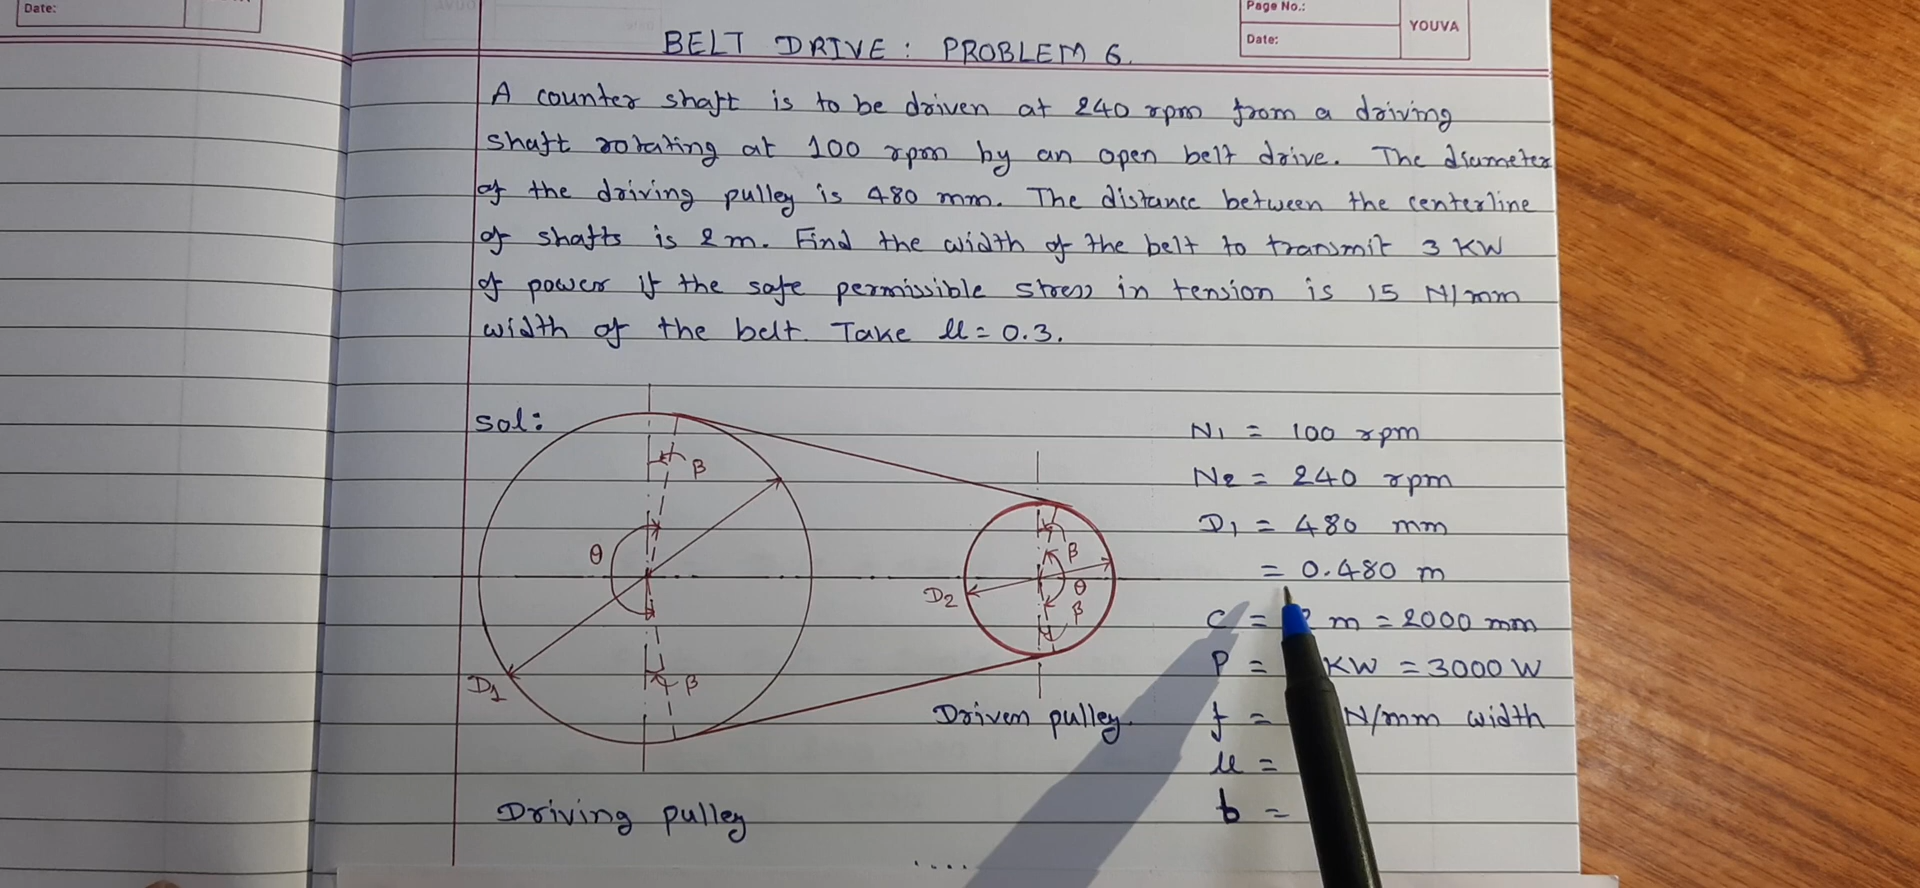 Date:
Page No.:
Date:
YOUVA
BELT DRIVE: PROBLEM 6.
A counter shaft is to be driven at 240 rpm from a driving
shaft rotating at 100 rpm by an open belt drive. The diameter
of the driving pulley is 480 mm. The distance between the centerline
of shafts is 2 m. Find the width of the belt to transmit 3 KW
of power if the safe permissible stress in tension is 15 N/mm
width of the belt. Take μ = 0.3.
Sol:
β
θ
D1
β
Driving pulley
D2
β
θ
β
Driven pulley.
N1 = 100 rpm
N2 = 240 rpm
D1 = 480 mm
= 0.480 m
C = m = 2000 mm
P = KW = 3000 W
f = N/mm width
μ =
b =
....